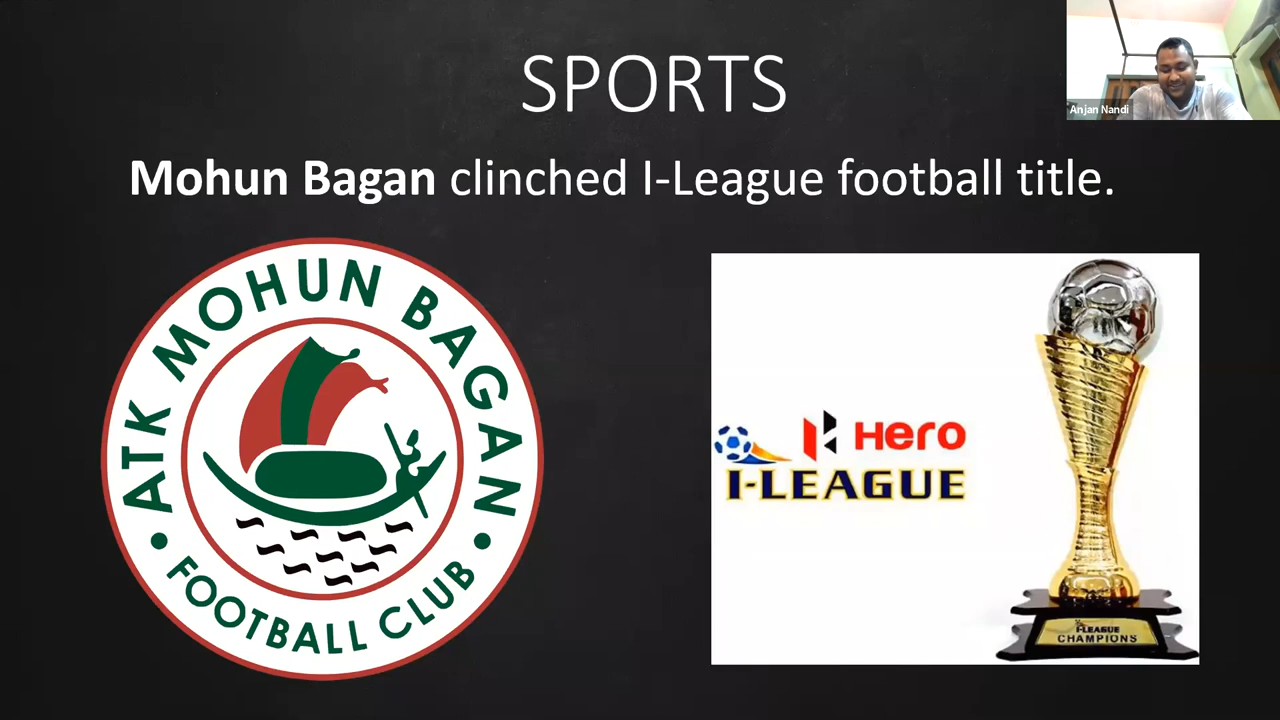 SPORTS
Anjan Nandi
Mohun Bagan clinched I-League football title.
ATK MOHUN BAGAN
• FOOTBALL CLUB •
Hero
I-LEAGUE
I-LEAGUE
CHAMPIONS